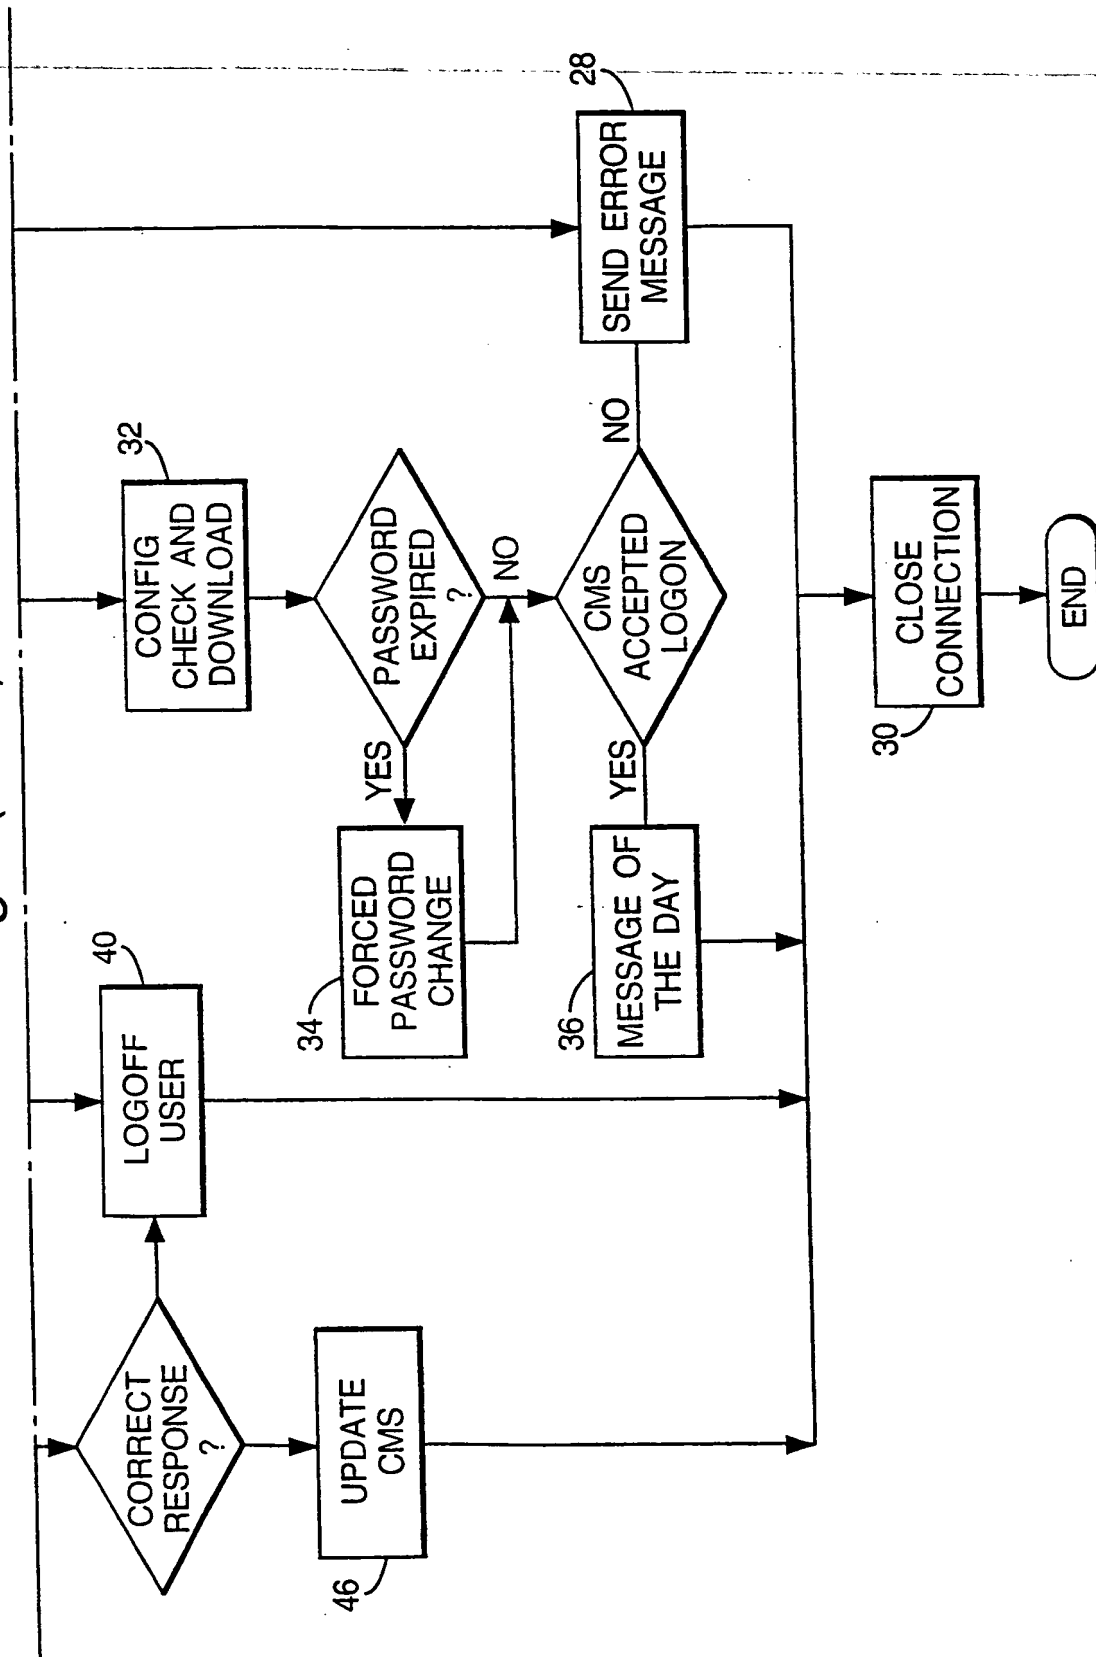 CORRECT
RESPONSE
?
46
UPDATE
CMS
40
LOGOFF
USER
32
CONFIG
CHECK AND
DOWNLOAD
PASSWORD
EXPIRED
?
YES
NO
34
FORCED
PASSWORD
CHANGE
CMS
ACCEPTED
LOGON
YES
NO
36
MESSAGE OF
THE DAY
28
SEND ERROR
MESSAGE
30
CLOSE
CONNECTION
END